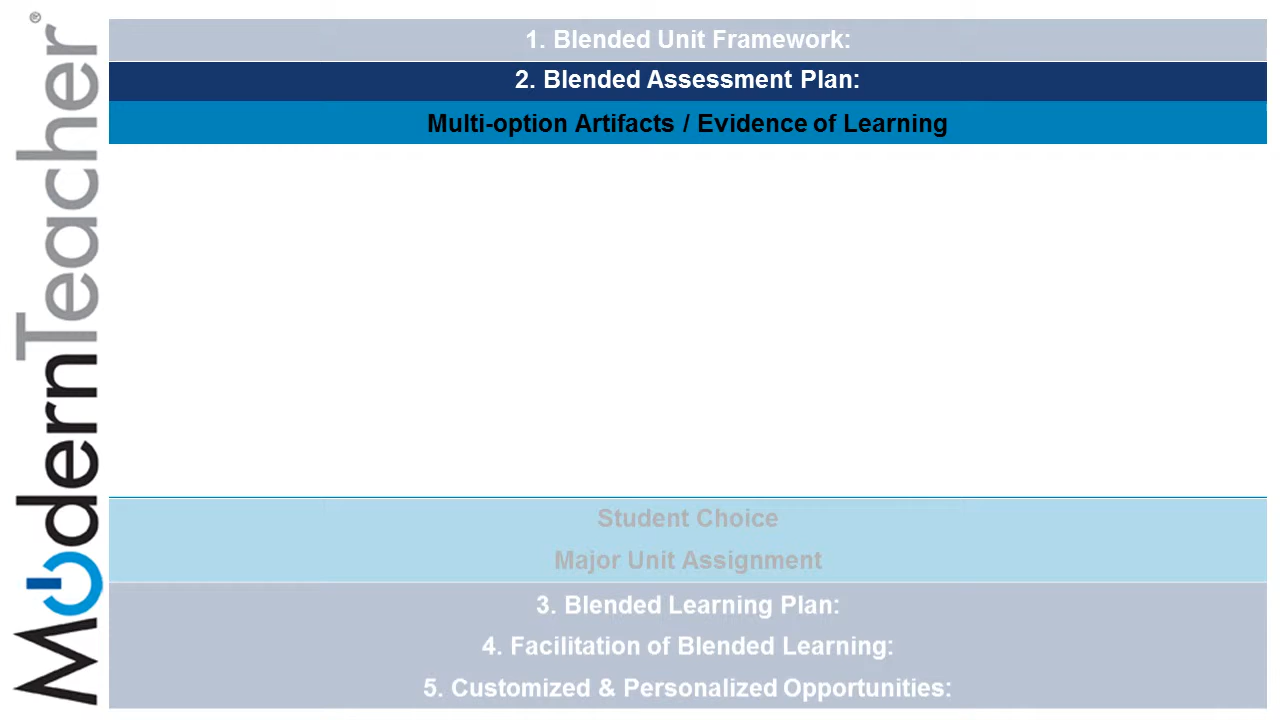 ModernTeacher®
1. Blended Unit Framework:
2. Blended Assessment Plan:
Multi-option Artifacts / Evidence of Learning
Student Choice
Major Unit Assignment
3. Blended Learning Plan:
4. Facilitation of Blended Learning:
5. Customized & Personalized Opportunities: